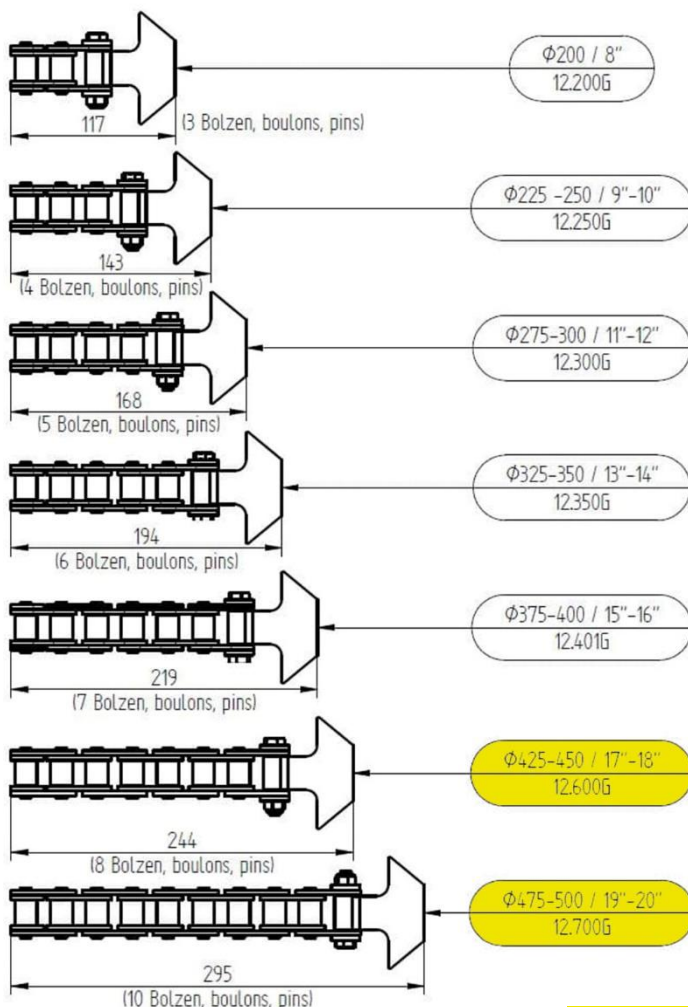 Φ200 / 8"
12.200G
117
(3 Bolzen, boulons, pins)
Φ225 -250 / 9"-10"
12.250G
143
(4 Bolzen, boulons, pins)
Φ275-300 / 11"-12"
12.300G
168
(5 Bolzen, boulons, pins)
Φ325-350 / 13"-14"
12.350G
194
(6 Bolzen, boulons, pins)
Φ375-400 / 15"-16"
12.401G
219
(7 Bolzen, boulons, pins)
Φ425-450 / 17"-18"
12.600G
244
(8 Bolzen, boulons, pins)
Φ475-500 / 19"-20"
12.700G
295
(10 Bolzen, boulons, pins)